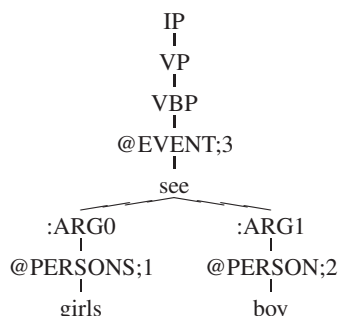 IP
VP
VBP
@EVENT;3
see
:ARG0 :ARG1
@PERSONS;1 @PERSON;2
girls boy